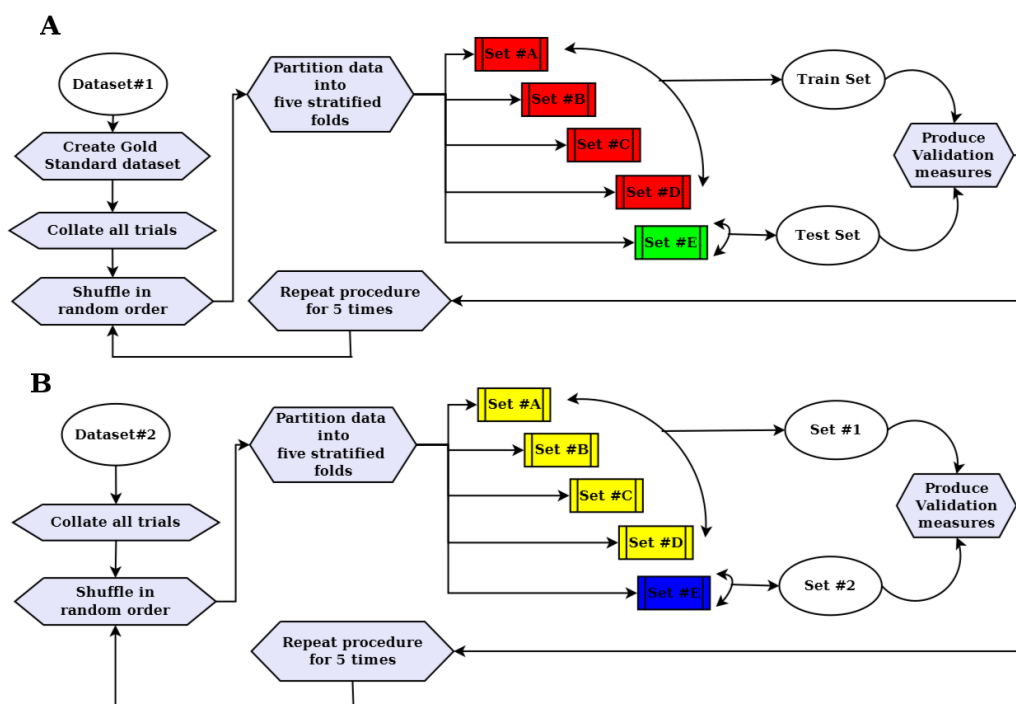 A
Dataset#1
Create Gold
Standard dataset
Collate all trials
Shuffle in
random order
Partition data
into
five stratified
folds
Set #A
Set #B
Set #C
Set #D
Set #E
Train Set
Test Set
Produce
Validation
measures
Repeat procedure
for 5 times
B
Dataset#2
Collate all trials
Shuffle in
random order
Partition data
into
five stratified
folds
Set #A
Set #B
Set #C
Set #D
Set #E
Set #1
Set #2
Produce
Validation
measures
Repeat procedure
for 5 times